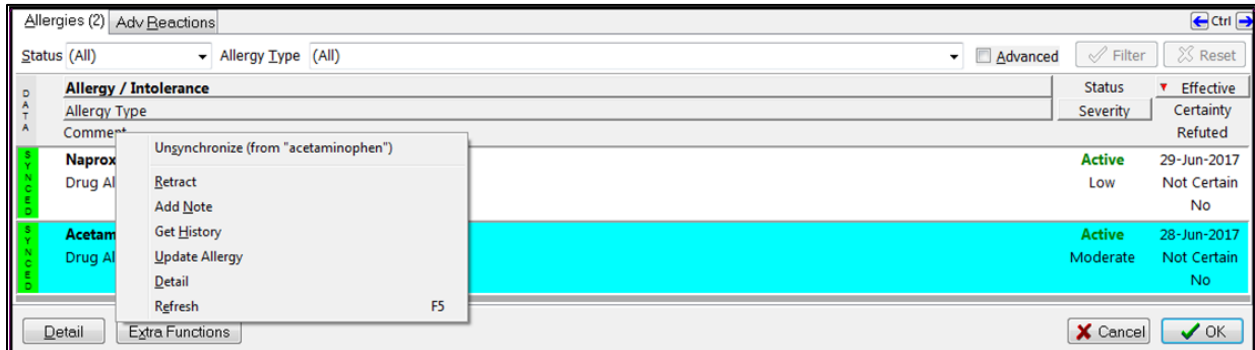 Allergies (2) Adv Reactions Ctrl
Status (All) Allergy Type (All) Advanced Filter Reset
DATA
Allergy / Intolerance Status Effective
Allergy Type Severity Certainty
Comment Refuted
Unsynchronize (from "acetaminophen")
Retract
Add Note
Get History
Update Allergy
Detail
Refresh F5
SYNCED
Naprox Active 29-Jun-2017
Drug Al Low Not Certain
No
SYNCED
Acetam Active 28-Jun-2017
Drug Al Moderate Not Certain
No
Detail Extra Functions Cancel OK